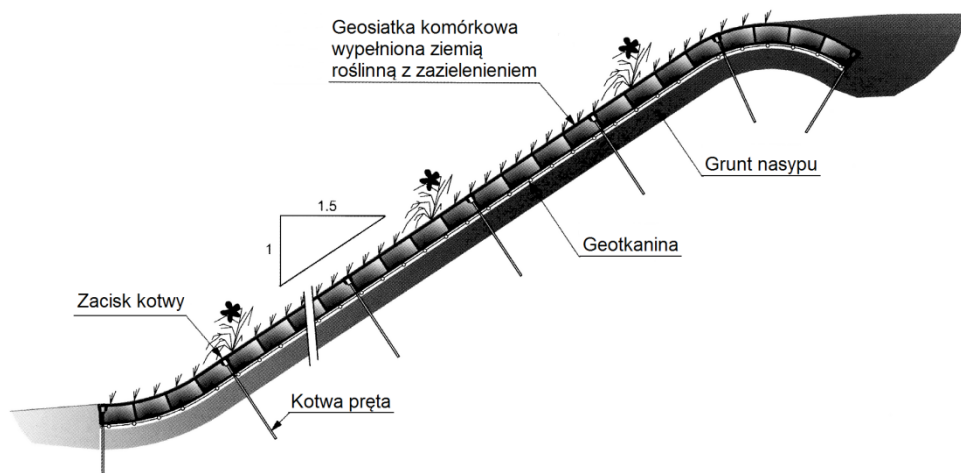 Geosiatka komórkowa
wypełniona ziemią
roślinną z zazielenieniem
Grunt nasypu
1.5
1
Geotkanina
Zacisk kotwy
Kotwa pręta